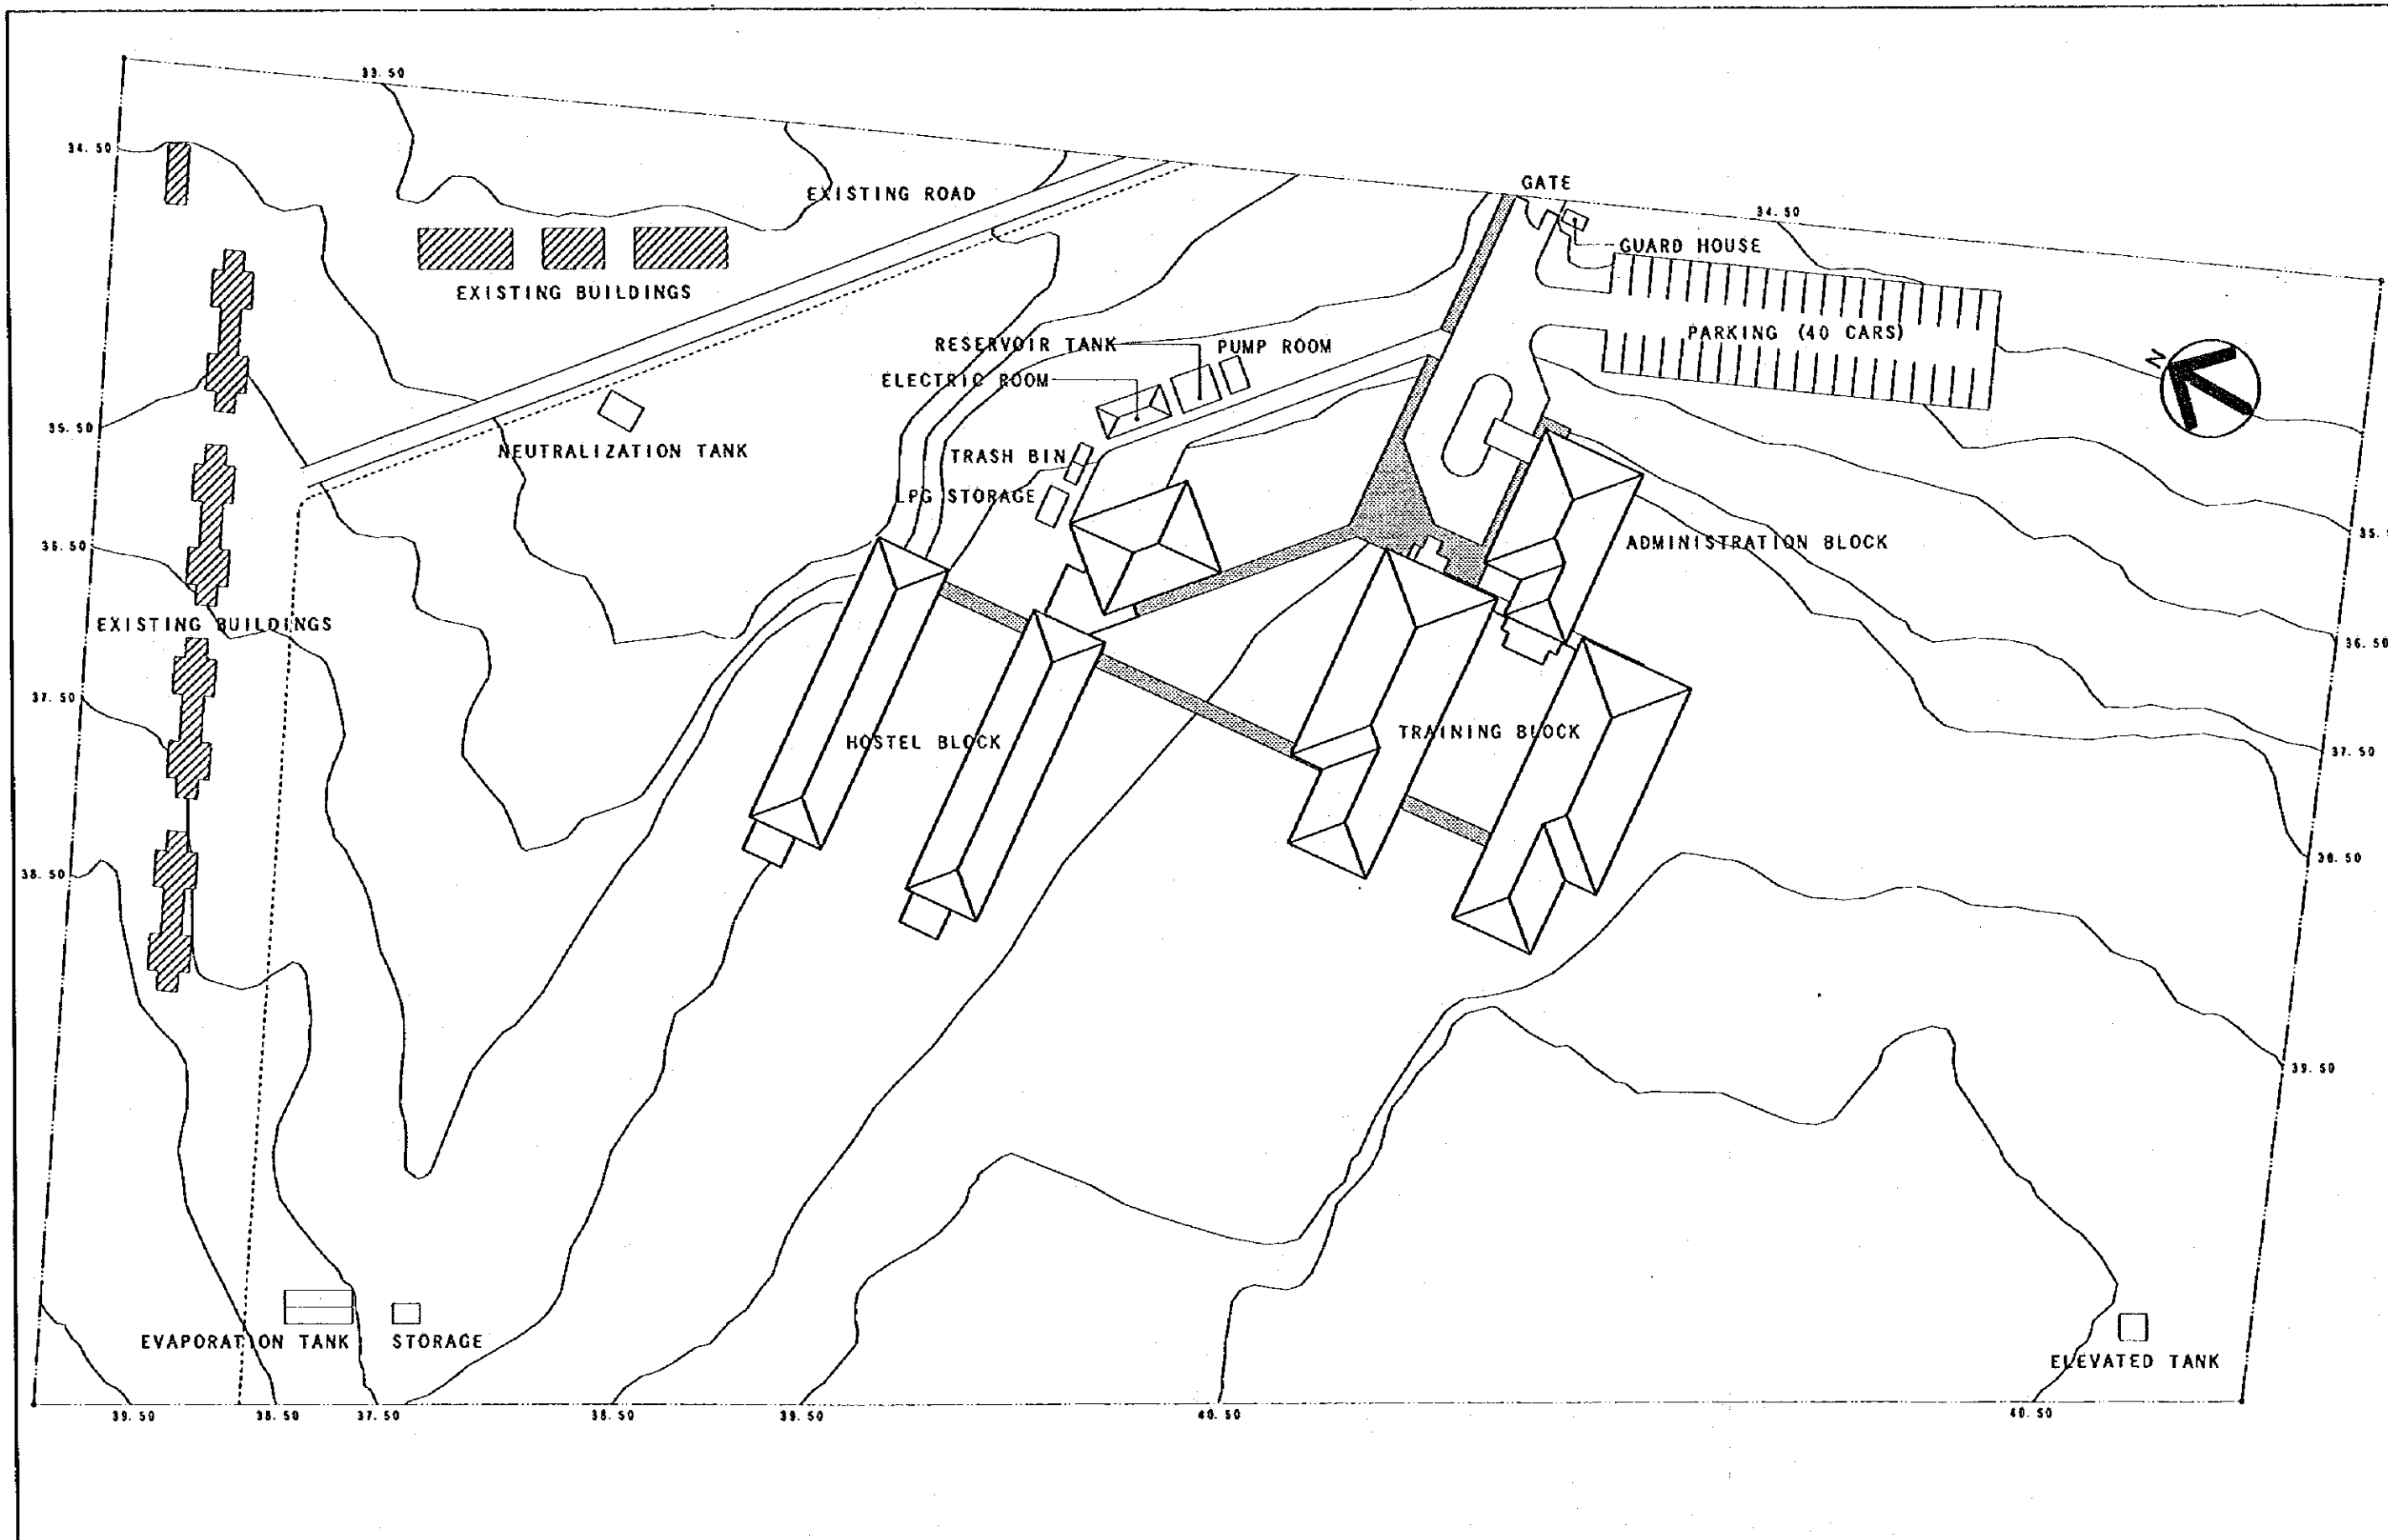 33.50
34.50
EXISTING ROAD
GATE
34.50
GUARD HOUSE
EXISTING BUILDINGS
PARKING (40 CARS)
RESERVOIR TANK
PUMP ROOM
N
ELECTRIC ROOM
35.50
NEUTRALIZATION TANK
TRASH BIN
LPG STORAGE
35.5
36.50
ADMINISTRATION BLOCK
EXISTING BUILDINGS
36.50
37.50
HOSTEL BLOCK
TRAINING BLOCK
37.50
38.50
38.50
39.50
EVAPORATION TANK
STORAGE
ELEVATED TANK
39.50
38.50
37.50
38.50
39.50
40.50
40.50